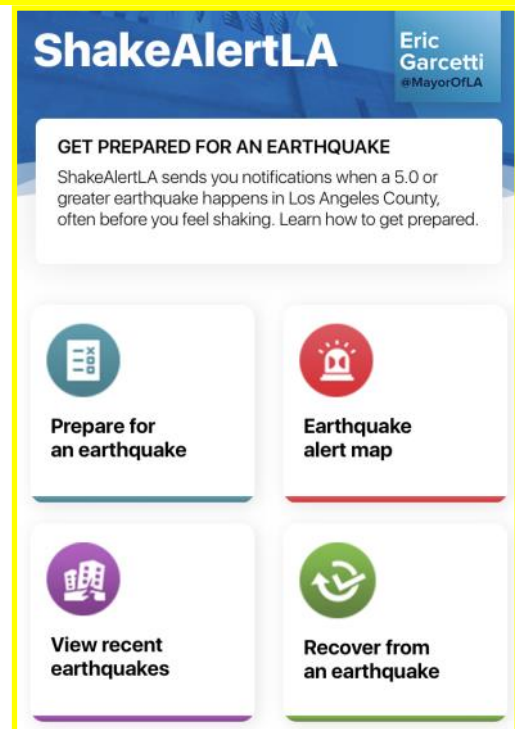 ShakeAlertLA
Eric
Garcetti
@MayorOfLA
GET PREPARED FOR AN EARTHQUAKE
ShakeAlertLA sends you notifications when a 5.0 or
greater earthquake happens in Los Angeles County,
often before you feel shaking. Learn how to get prepared.
Prepare for
an earthquake
Earthquake
alert map
View recent
earthquakes
Recover from
an earthquake